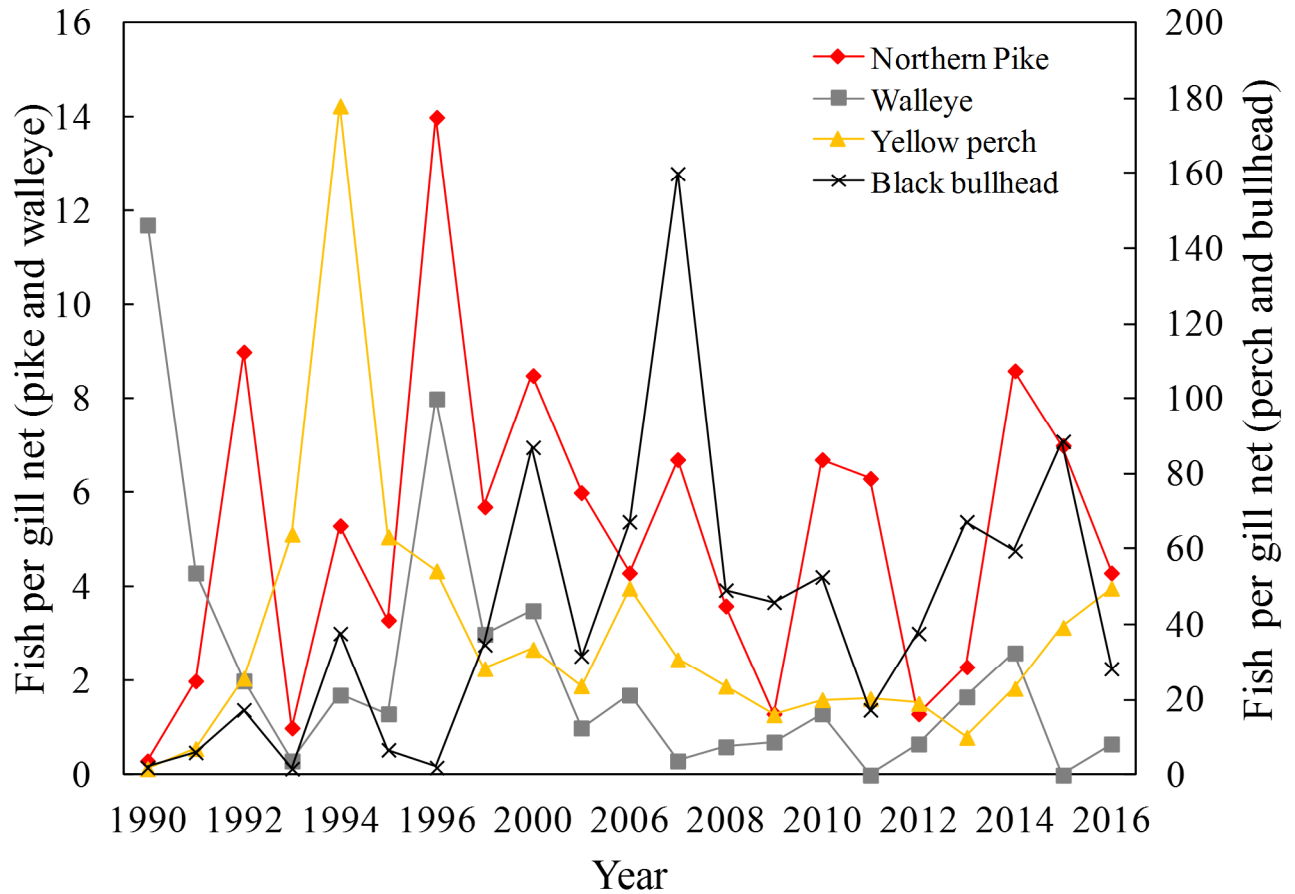 Fish per gill net (pike and walleye)
16
14
12
10
8
6
4
2
0
Northern Pike
Walleye
Yellow perch
Black bullhead
200
180
160
140
120
100
80
60
40
20
0
Fish per gill net (perch and bullhead)
1990 1992 1994 1996 2000 2006 2008 2010 2012 2014 2016
Year